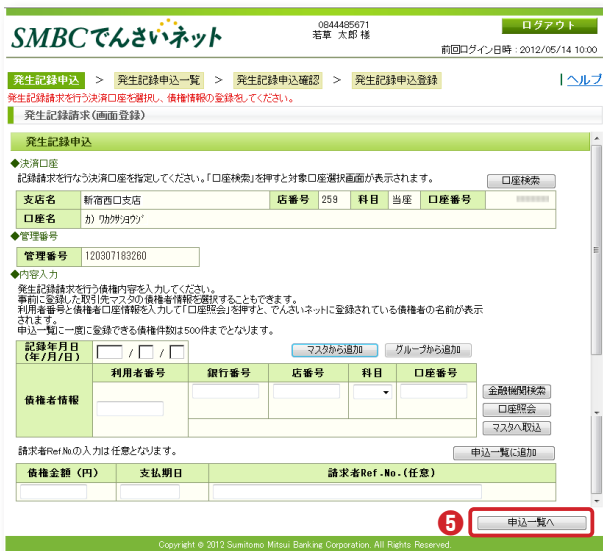 SMBCでんさいネット
0844485671
若草 太郎 様
ログアウト
前回ログイン日時:2012/05/14 10:00
発生記録申込 > 発生記録申込一覧 > 発生記録申込確認 > 発生記録申込登録 | ヘルプ
発生記録請求を行う決済口座を選択し、債権情報の登録をしてください。
発生記録請求(画面登録)
発生記録申込
◆決済口座
記録請求を行なう決済口座を指定してください。「口座検索」を押すと対象口座選択画面が表示されます。
口座検索
支店名 新宿西口支店 店番号 259 科目 当座 口座番号
口座名 カ) ワカクサシヨウジ
◆管理番号
管理番号 120307183260
◆内容入力
発生記録請求を行う債権内容を入力してください。
事前に登録した取引先マスタの債権者情報を選択することもできます。
利用者番号と債権者口座情報を入力して「口座照会」を押すと、でんさいネットに登録されている債権者の名前が表示
されます。
申込一覧に一度に登録できる債権件数は500件までとなります。
記録年月日
(年/月/日) / / マスタから追加 グループから追加
利用者番号 銀行番号 店番号 科目 口座番号
債権者情報
金融機関検索
口座照会
マスタへ取込
請求者Ref.No.の入力は任意となります。
申込一覧に追加
債権金額(円) 支払期日 請求者Ref.No.(任意)
5 申込一覧へ
Copyright © 2012 Sumitomo Mitsui Banking Corporation. All Rights Reserved.